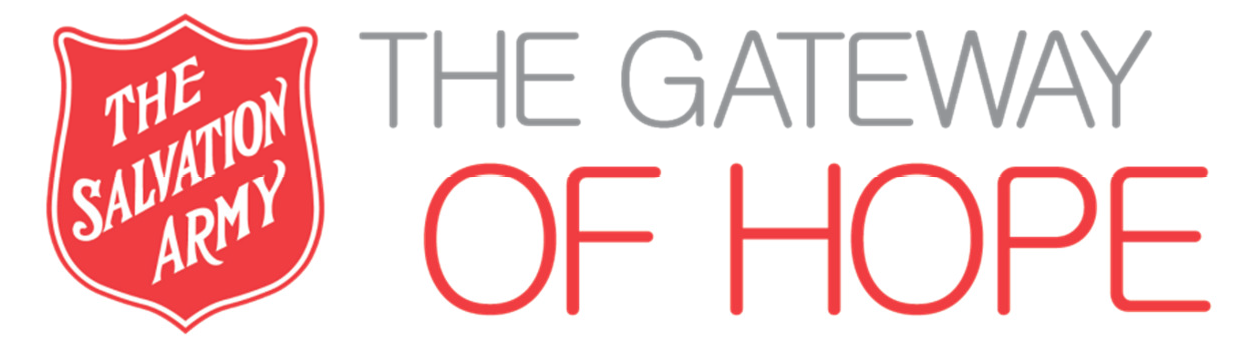 THE
SALVATION
ARMY
THE GATEWAY
OF HOPE